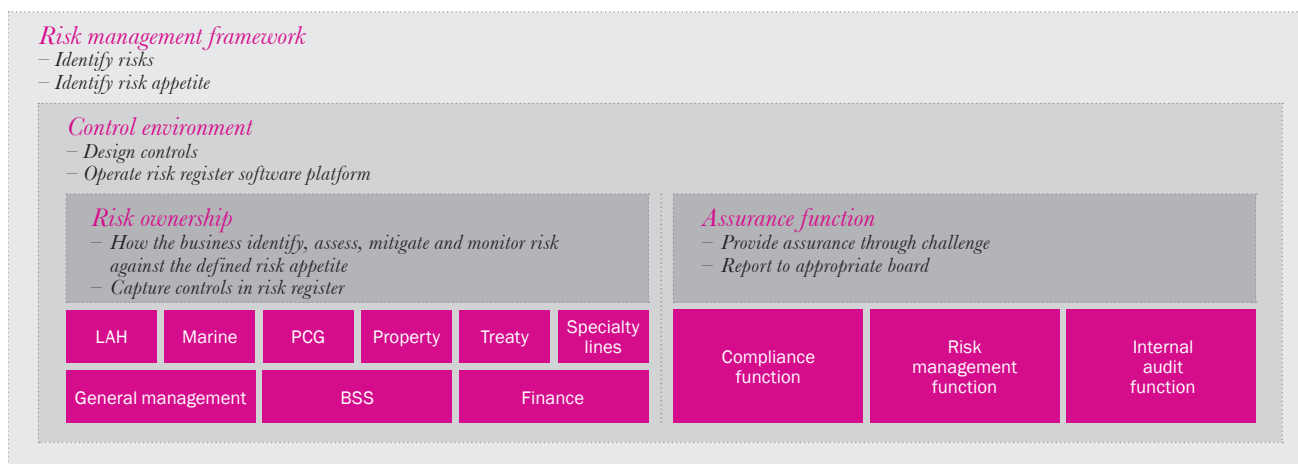 Risk management framework
– Identify risks
– Identify risk appetite
Control environment
– Design controls
– Operate risk register software platform
Risk ownership
– How the business identify, assess, mitigate and monitor risk
against the defined risk appetite
– Capture controls in risk register
Assurance function
– Provide assurance through challenge
– Report to appropriate board
LAH
Marine
PCG
Property
Treaty
Specialty
lines
General management
BSS
Finance
Compliance
function
Risk
management
function
Internal
audit
function